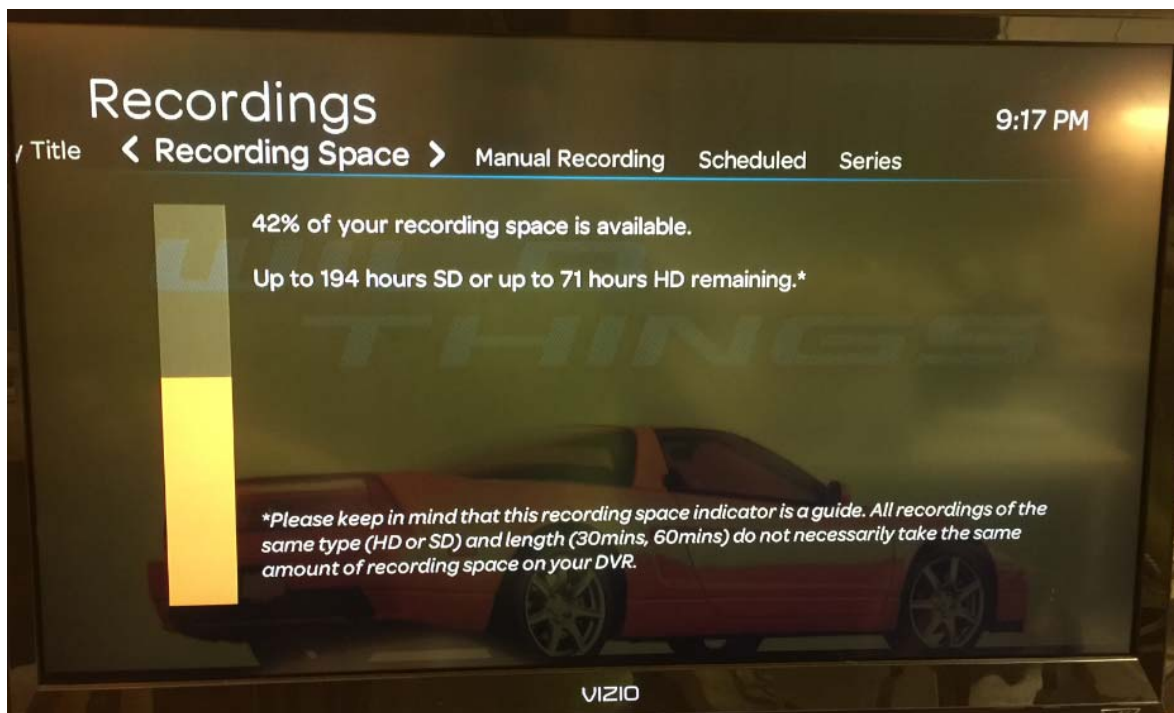 Recordings
9:17 PM
y Title < Recording Space > Manual Recording Scheduled Series
42% of your recording space is available.
Up to 194 hours SD or up to 71 hours HD remaining.*
THINGS
*Please keep in mind that this recording space indicator is a guide. All recordings of the
same type (HD or SD) and length (30mins, 60mins) do not necessarily take the same
amount of recording space on your DVR.
VIZIO